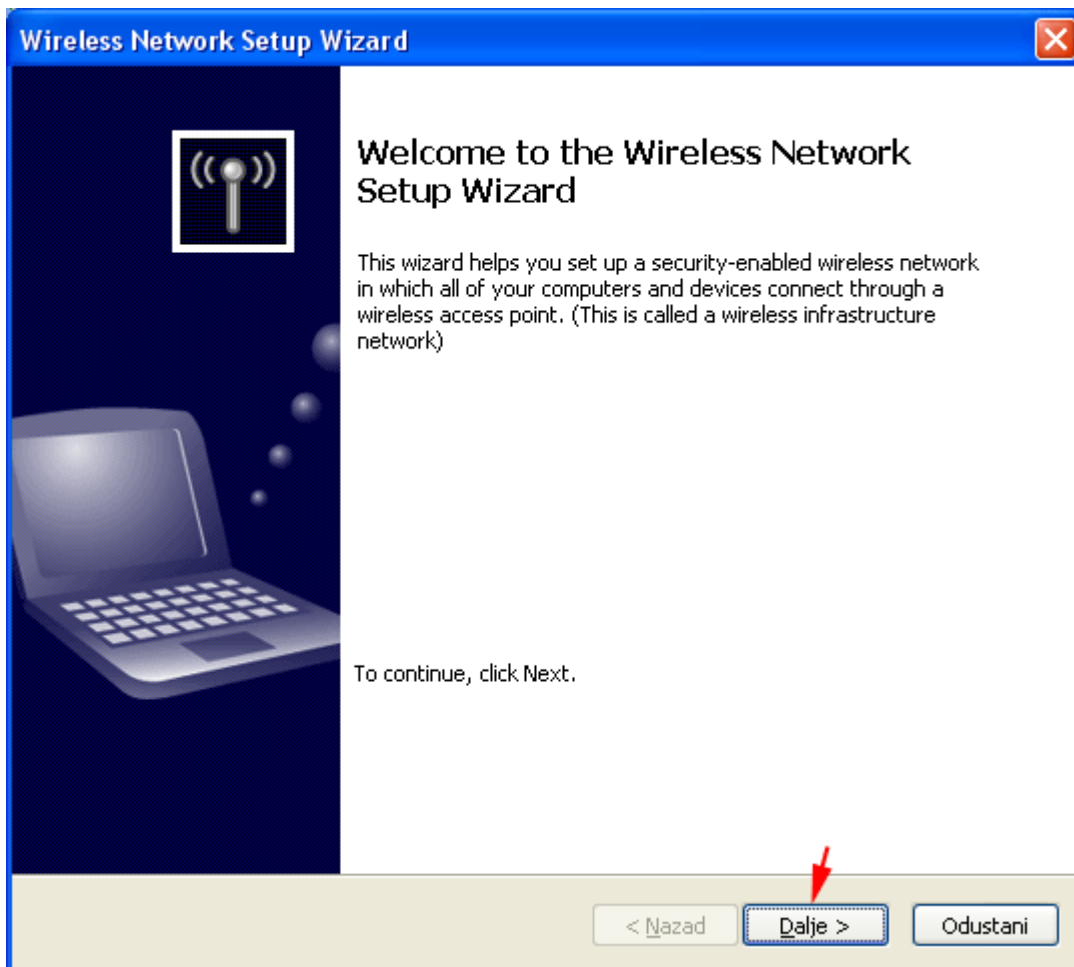 Wireless Network Setup Wizard
Welcome to the Wireless Network
Setup Wizard
This wizard helps you set up a security-enabled wireless network
in which all of your computers and devices connect through a
wireless access point. (This is called a wireless infrastructure
network)
To continue, click Next.
< Nazad Dalje > Odustani